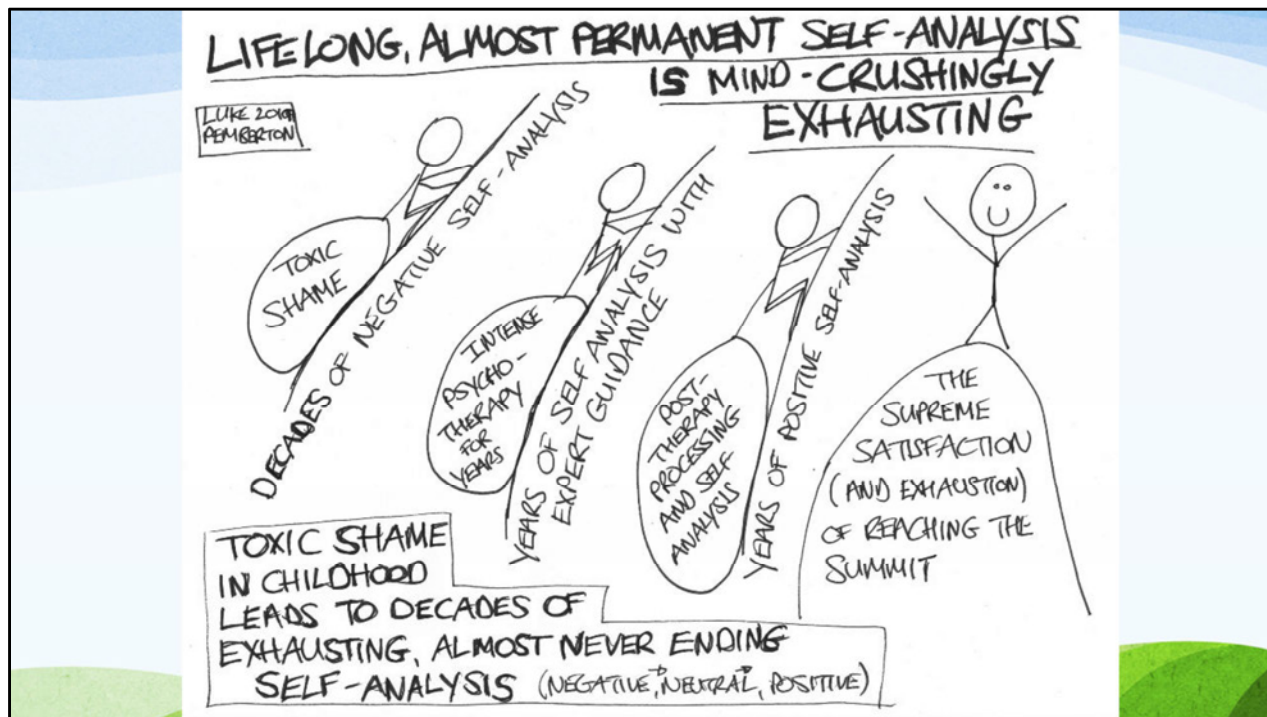 LIFELONG, ALMOST PERMANENT SELF-ANALYSIS
IS MIND-CRUSHINGLY
EXHAUSTING
LUKE
PEMBERTON
TOXIC
SHAME
DECADES OF NEGATIVE SELF-ANALYSIS
INTENSE
PSYCHO-
THERAPY
FOR
YEARS
YEARS OF SELF ANALYSIS WITH
EXPERT GUIDANCE
POST-
THERAPY
PROCESSING
AND SELF
ANALYSIS
YEARS OF POSITIVE SELF-ANALYSIS
THE
SUPREME
SATISFACTION
(AND EXHAUSTION)
OF REACHING THE
SUMMIT
TOXIC SHAME
IN CHILDHOOD
LEADS TO DECADES OF
EXHAUSTING, ALMOST NEVER ENDING
SELF-ANALYSIS (NEGATIVE, NEUTRAL, POSITIVE)